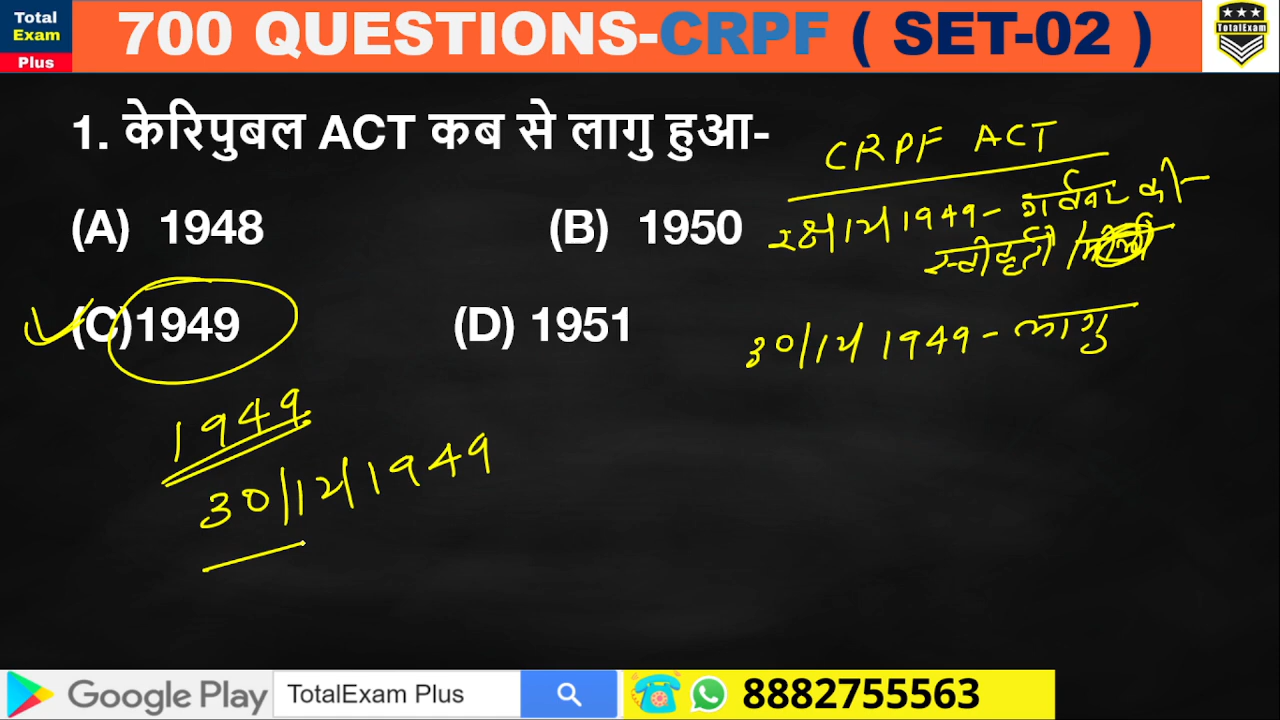 Total
Exam
Plus
700 QUESTIONS-CRPF ( SET-02 )
TotalExam
1. केरिपुबल ACT कब से लागु हुआ-
(A) 1948
(B) 1950
(C)1949
(D) 1951
CRPF ACT
28/12/1949- गर्वनर की-
स्वीकृती
30/12/1949- लागु
1949
30/12/1949
Google Play
TotalExam Plus
8882755563